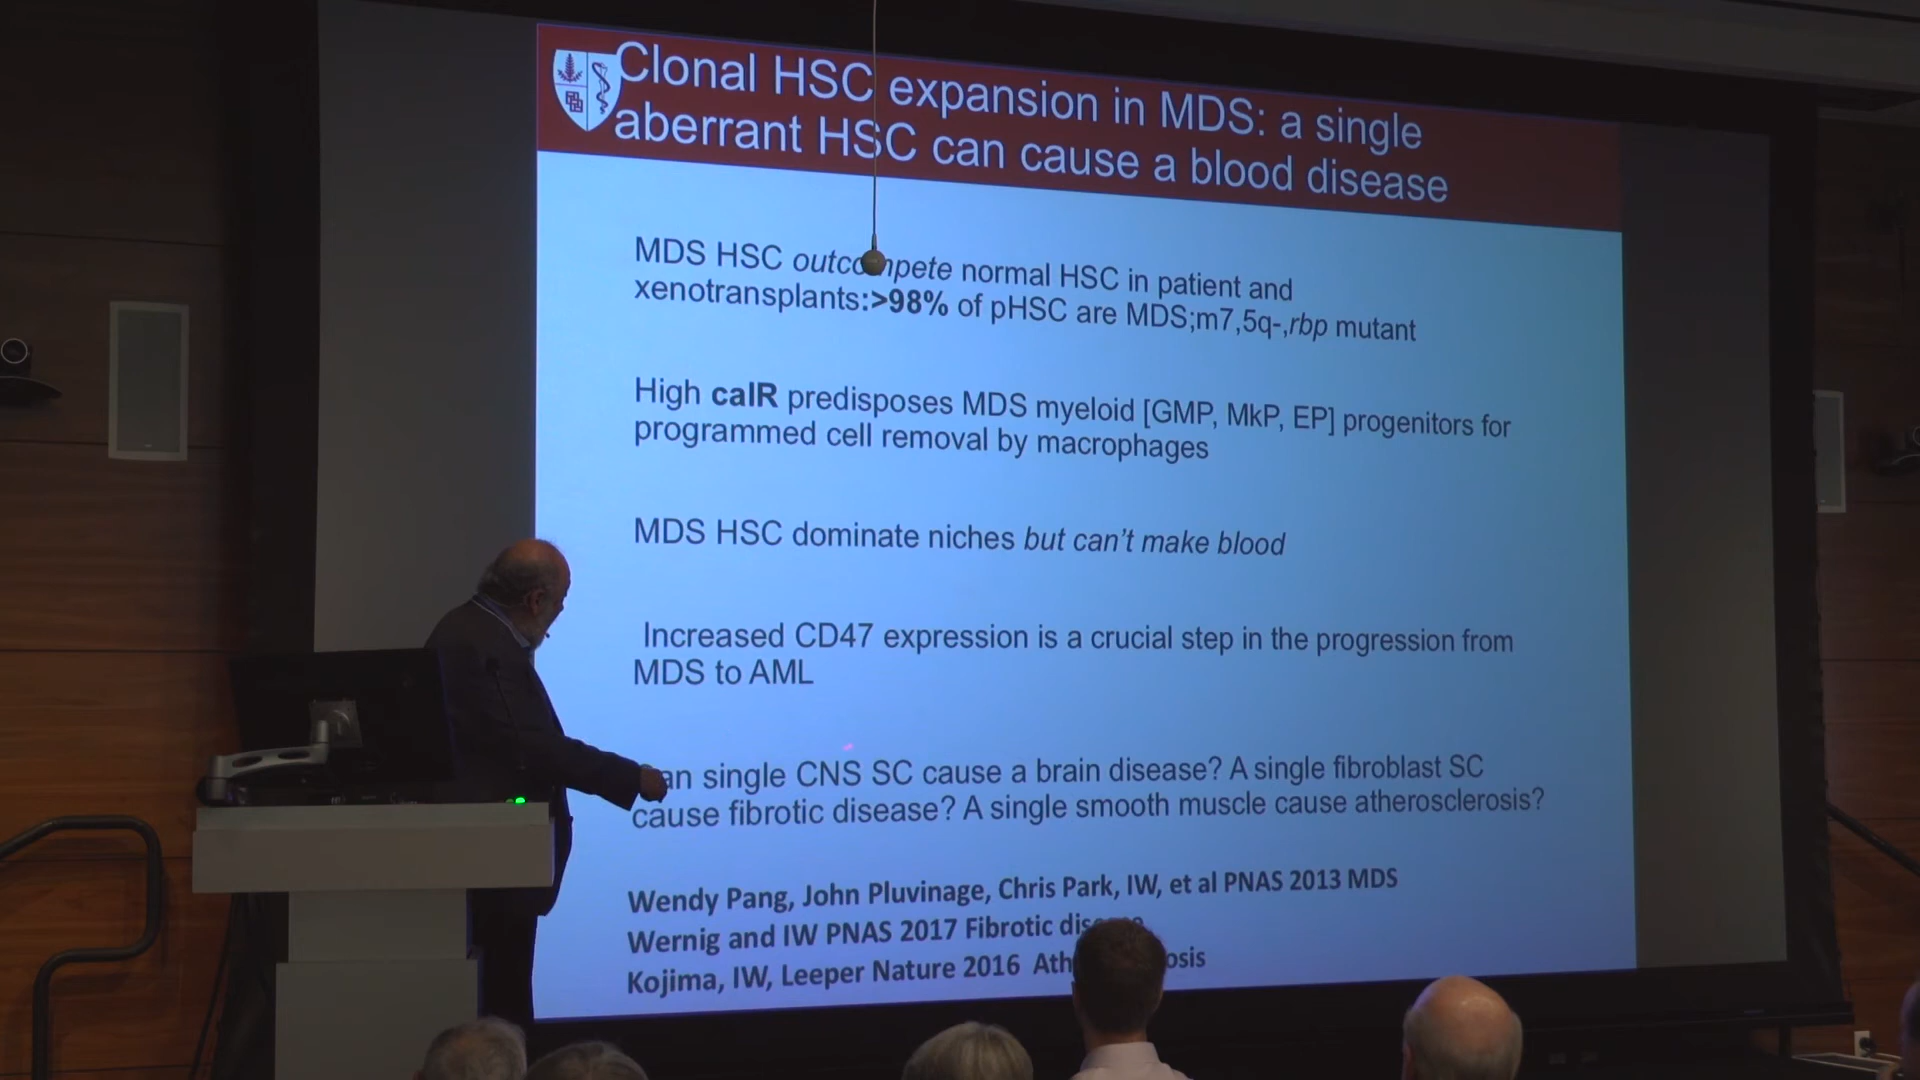 Clonal HSC expansion in MDS: a single
aberrant HSC can cause a blood disease
MDS HSC outcompete normal HSC in patient and
xenotransplants:>98% of pHSC are MDS;m7,5q-,rbp mutant
High calR predisposes MDS myeloid [GMP, MkP, EP] progenitors for
programmed cell removal by macrophages
MDS HSC dominate niches but can't make blood
Increased CD47 expression is a crucial step in the progression from
MDS to AML
an single CNS SC cause a brain disease? A single fibroblast SC
cause fibrotic disease? A single smooth muscle cause atherosclerosis?
Wendy Pang, John Pluvinage, Chris Park, IW, et al PNAS 2013 MDS
Wernig and IW PNAS 2017 Fibrotic disease
Kojima, IW, Leeper Nature 2016 Ath osis